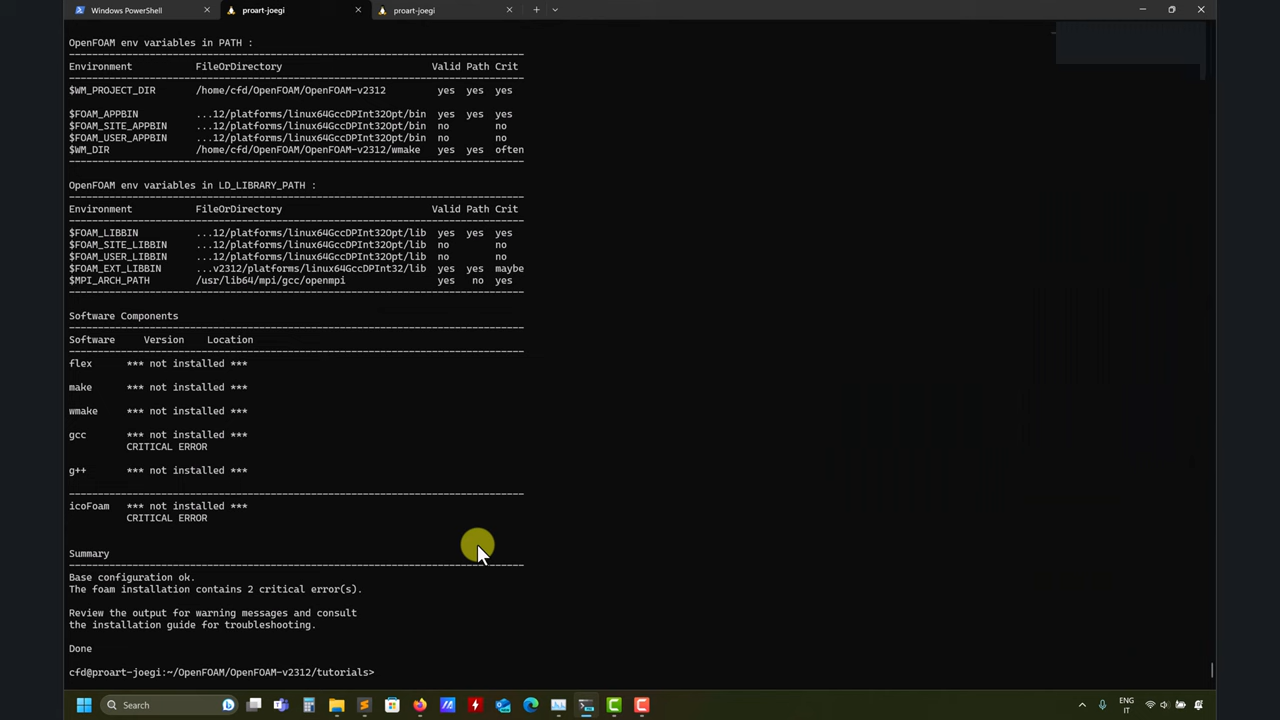 Windows PowerShell
proart-joegi
proart-joegi
OpenFOAM env variables in PATH :
Environment FileOrDirectory Valid Path Crit
$WM_PROJECT_DIR /home/cfd/OpenFOAM/OpenFOAM-v2312 yes yes yes
$FOAM_APPBIN ...12/platforms/linux64GccDPInt32Opt/bin yes yes yes
$FOAM_SITE_APPBIN ...12/platforms/linux64GccDPInt32Opt/bin no no
$FOAM_USER_APPBIN ...12/platforms/linux64GccDPInt32Opt/bin no no
$WM_DIR /home/cfd/OpenFOAM/OpenFOAM-v2312/wmake yes yes often
OpenFOAM env variables in LD_LIBRARY_PATH :
Environment FileOrDirectory Valid Path Crit
$FOAM_LIBBIN ...12/platforms/linux64GccDPInt32Opt/lib yes yes yes
$FOAM_SITE_LIBBIN ...12/platforms/linux64GccDPInt32Opt/lib no no
$FOAM_USER_LIBBIN ...12/platforms/linux64GccDPInt32Opt/lib no no
$FOAM_EXT_LIBBIN ...v2312/platforms/linux64GccDPInt32/lib yes yes maybe
$MPI_ARCH_PATH /usr/lib64/mpi/gcc/openmpi yes no yes
Software Components
Software Version Location
flex *** not installed ***
make *** not installed ***
wmake *** not installed ***
gcc *** not installed ***
CRITICAL ERROR
g++ *** not installed ***
icoFoam *** not installed ***
CRITICAL ERROR
Summary
Base configuration ok.
The foam installation contains 2 critical error(s).
Review the output for warning messages and consult
the installation guide for troubleshooting.
Done
cfd@proart-joegi:~/OpenFOAM/OpenFOAM-v2312/tutorials>
Search
ENG
IT